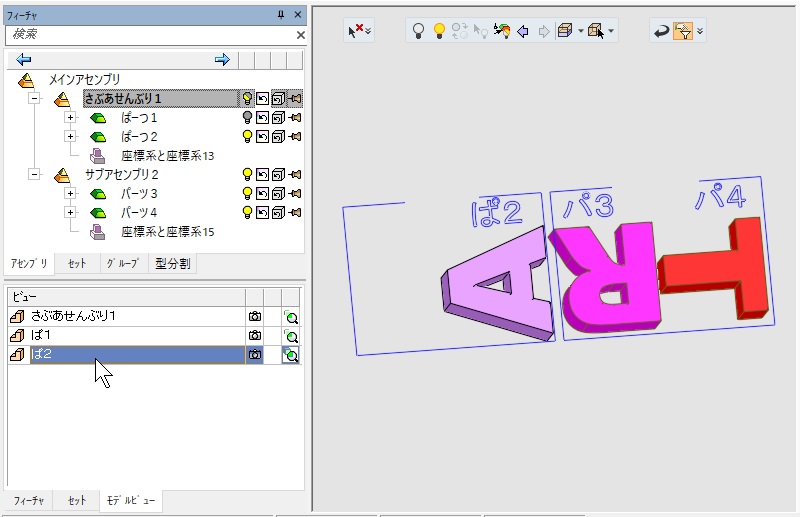 フィーチャ
検索
メインアセンブリ
さぶあせんぶり1
ぱーつ1
ぱーつ2
座標系と座標系13
サブアセンブリ2
パーツ3
パーツ4
座標系と座標系15
アセンブリ セット グループ 型分割
ビュー
さぶあせんぶり1
ぱ1
ぱ2
フィーチャ セット モデルビュー
ぱ2 パ3 パ4
A R T